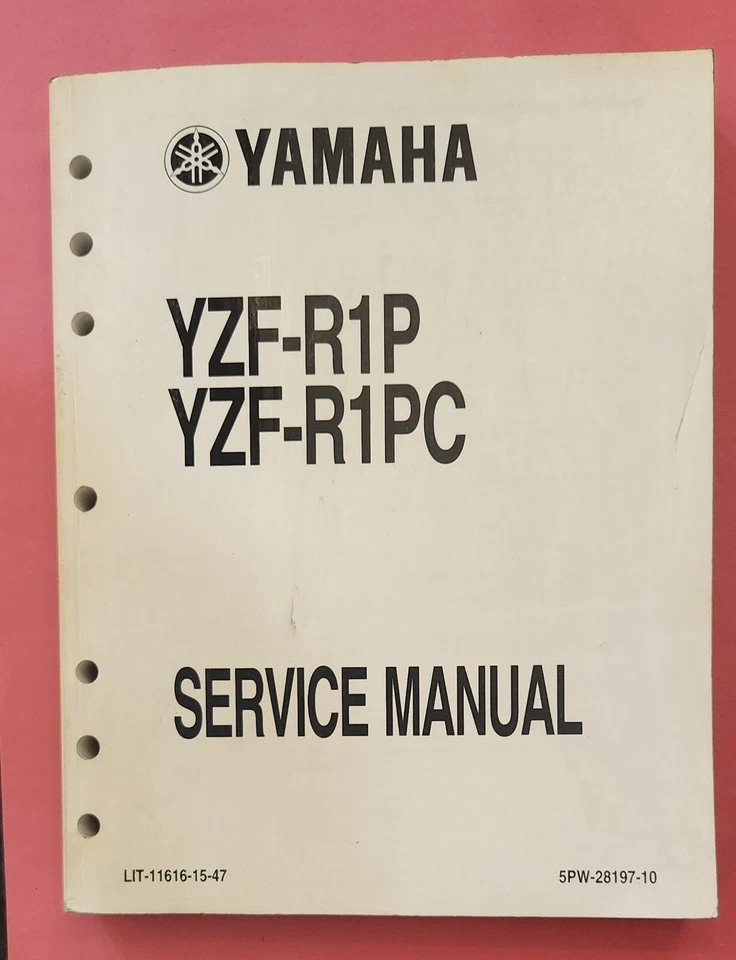 YAMAHA
YZF-R1P
YZF-R1PC
SERVICE MANUAL
LIT-11616-15-47 5PW-28197-10